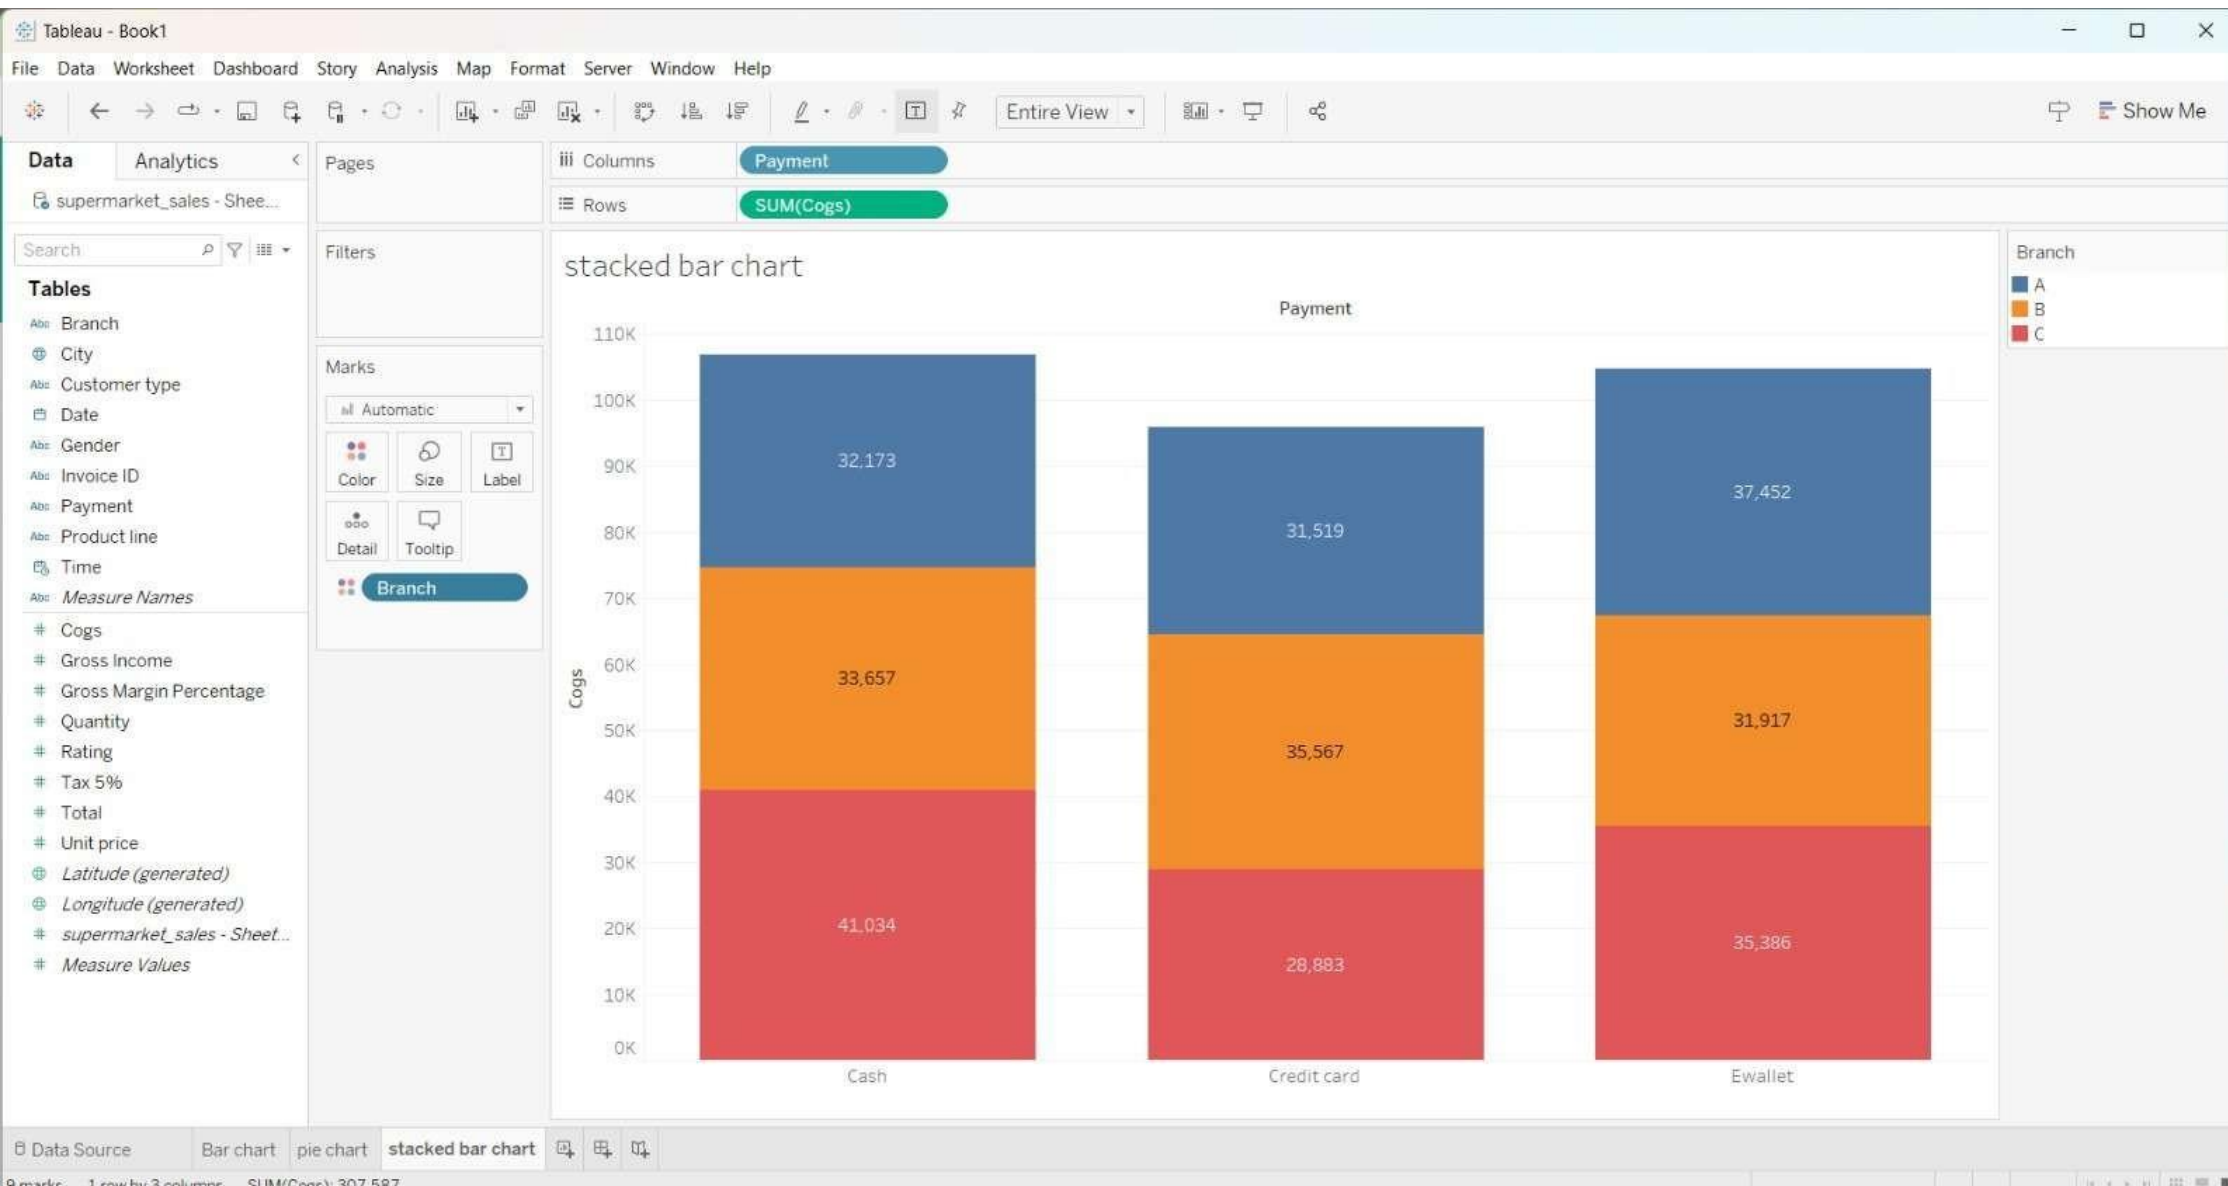 Tableau - Book1
File Data Worksheet Dashboard Story Analysis Map Format Server Window Help
Entire View
Show Me
Data Analytics
supermarket_sales - Shee...
Search
Tables
Abc Branch
City
Abc Customer type
Date
Abc Gender
Abc Invoice ID
Abc Payment
Abc Product line
Time
Abc Measure Names
# Cogs
# Gross Income
# Gross Margin Percentage
# Quantity
# Rating
# Tax 5%
# Total
# Unit price
Latitude (generated)
Longitude (generated)
# supermarket_sales - Sheet...
# Measure Values
Pages
Filters
Marks
Automatic
Color Size Label
Detail Tooltip
Branch
Columns Payment
Rows SUM(Cogs)
stacked bar chart
Payment
Cogs
110K
100K
90K
80K
70K
60K
50K
40K
30K
20K
10K
0K
32,173
33,657
41,034
31,519
35,567
28,883
37,452
31,917
35,386
Cash Credit card Ewallet
Branch
A
B
C
Data Source Bar chart pie chart stacked bar chart
9 marks 1 row by 3 columns SUM(Cogs): 307,587